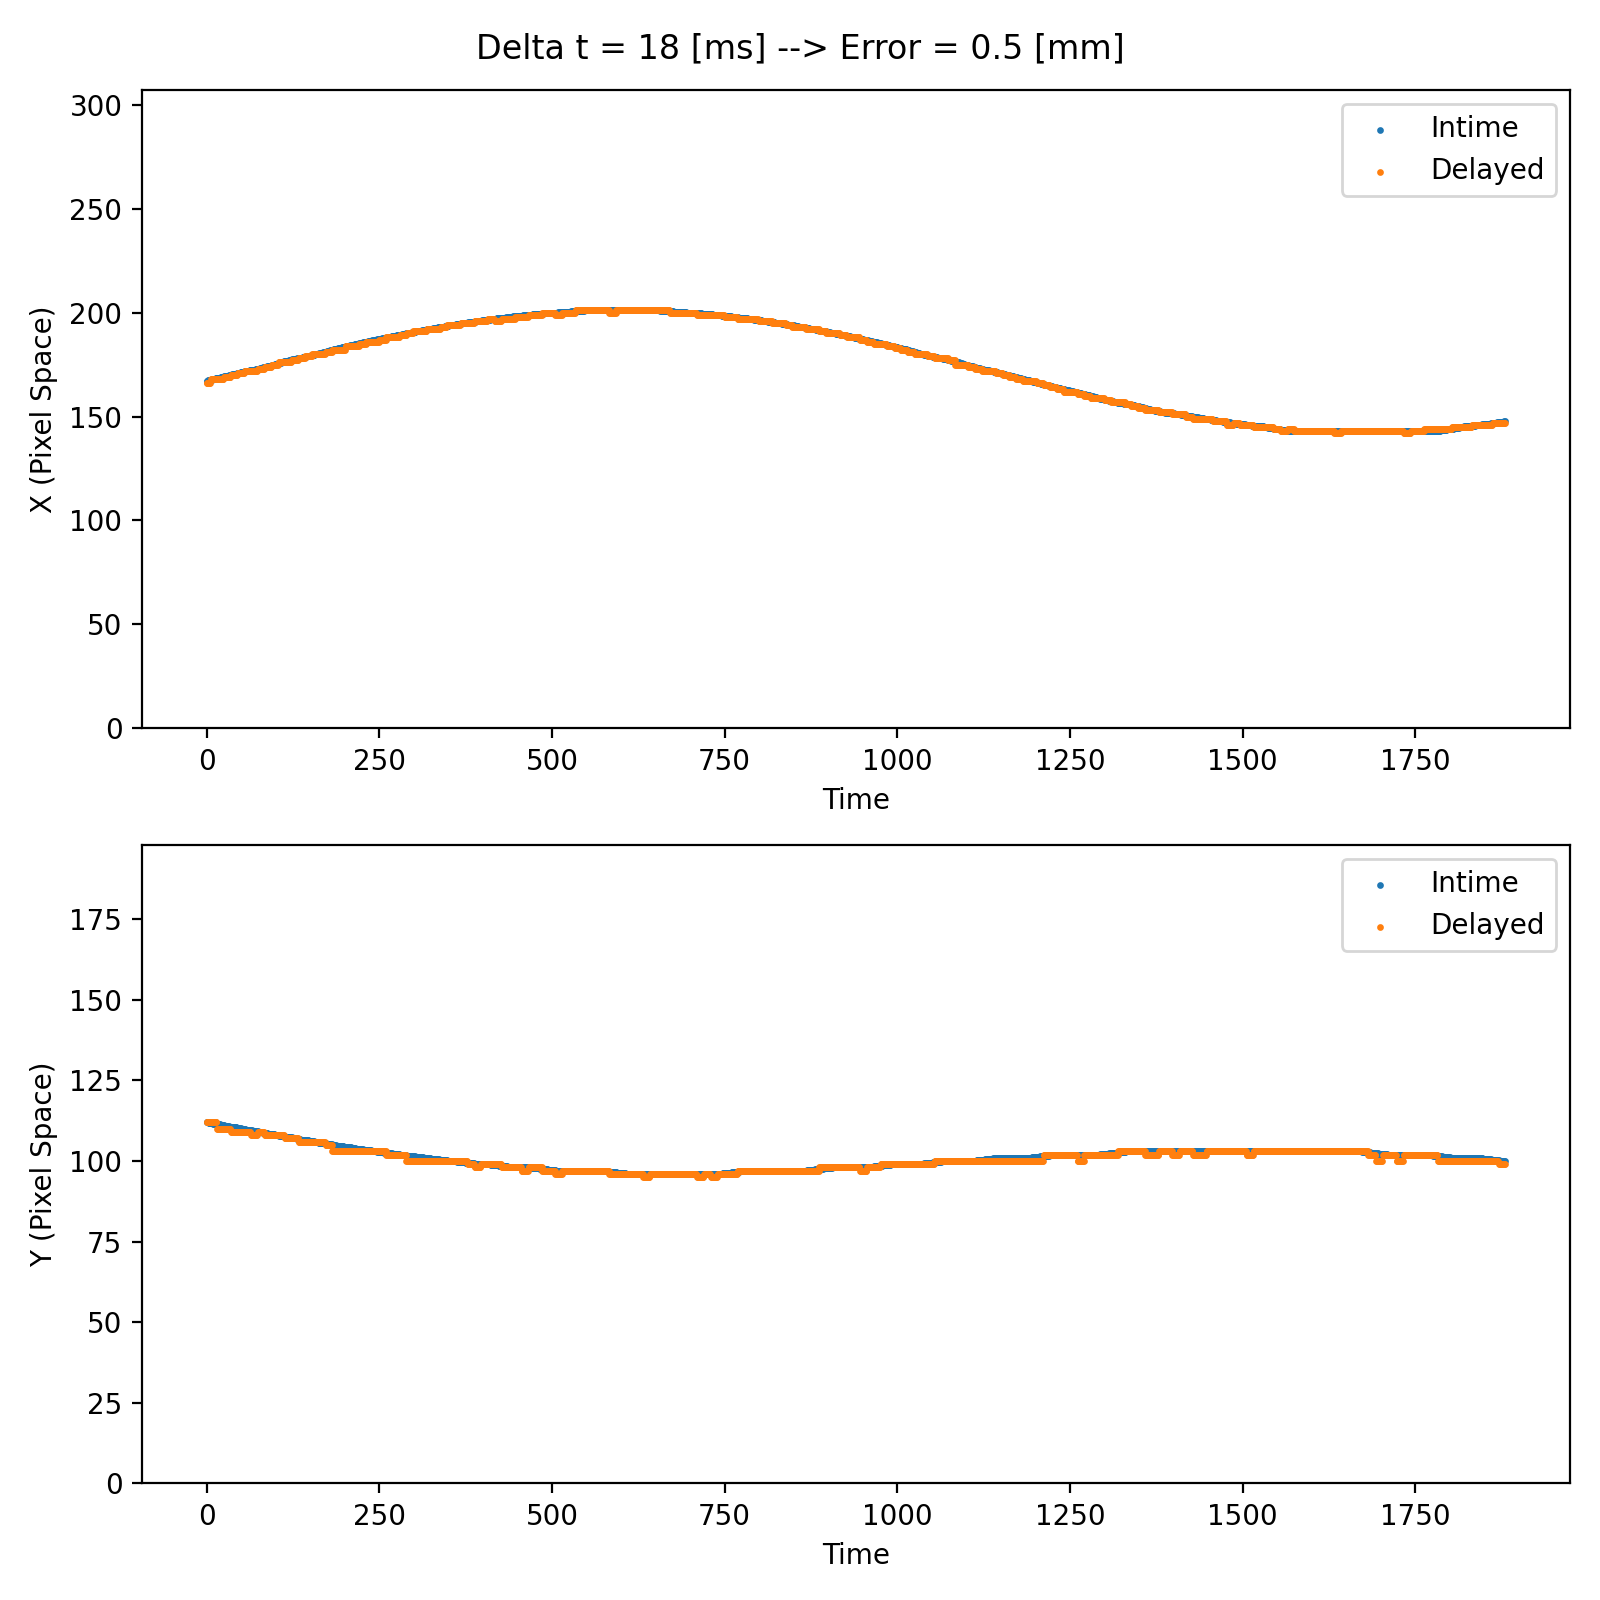 Delta t = 18 [ms] --> Error = 0.5 [mm]
300
250
200
150
100
50
0
X (Pixel Space)
Intime
Delayed
0 250 500 750 1000 1250 1500 1750
Time
175
150
125
100
75
50
25
0
Y (Pixel Space)
Intime
Delayed
0 250 500 750 1000 1250 1500 1750
Time